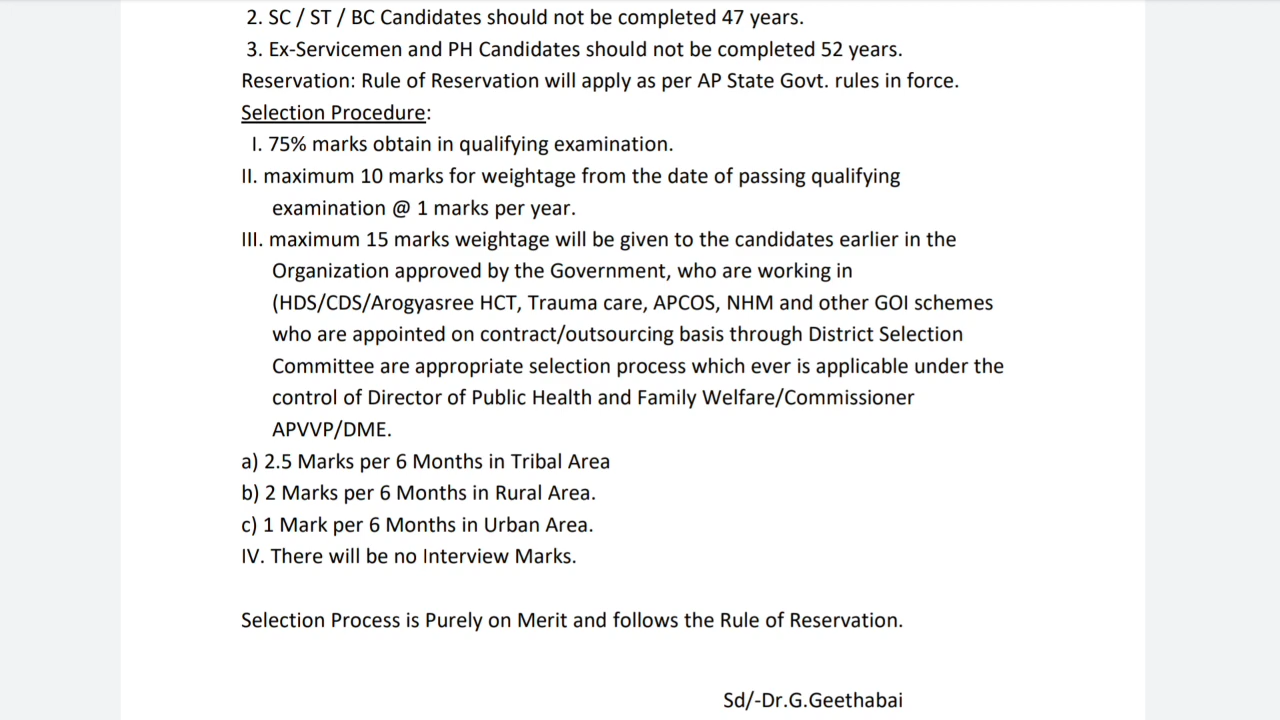 2. SC / ST / BC Candidates should not be completed 47 years.
3. Ex-Servicemen and PH Candidates should not be completed 52 years.
Reservation: Rule of Reservation will apply as per AP State Govt. rules in force.
Selection Procedure:
I. 75% marks obtain in qualifying examination.
II. maximum 10 marks for weightage from the date of passing qualifying
examination @ 1 marks per year.
III. maximum 15 marks weightage will be given to the candidates earlier in the
Organization approved by the Government, who are working in
(HDS/CDS/Arogyasree HCT, Trauma care, APCOS, NHM and other GOI schemes
who are appointed on contract/outsourcing basis through District Selection
Committee are appropriate selection process which ever is applicable under the
control of Director of Public Health and Family Welfare/Commissioner
APVVP/DME.
a) 2.5 Marks per 6 Months in Tribal Area
b) 2 Marks per 6 Months in Rural Area.
c) 1 Mark per 6 Months in Urban Area.
IV. There will be no Interview Marks.
Selection Process is Purely on Merit and follows the Rule of Reservation.
Sd/-Dr.G.Geethabai